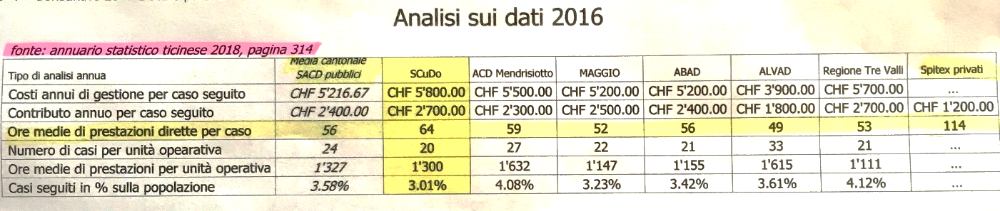 Analisi sui dati 2016
fonte: annuario statistico ticinese 2018, pagina 314
Tipo di analisi annua Media cantonale SACD pubblici SCuDo ACD Mendrisiotto MAGGIO ABAD ALVAD Regione Tre Valli Spitex privati
Costi annui di gestione per caso seguito CHF 5'216.67 CHF 5'800.00 CHF 5'500.00 CHF 5'200.00 CHF 5'200.00 CHF 3'900.00 CHF 5'700.00 ...
Contributo annuo per caso seguito CHF 2'400.00 CHF 2'700.00 CHF 2'300.00 CHF 2'500.00 CHF 2'400.00 CHF 1'800.00 CHF 2'700.00 CHF 1'200.00
Ore medie di prestazioni dirette per caso 56 64 59 52 56 49 53 114
Numero di casi per unità opearativa 24 20 27 22 21 33 21 ...
Ore medie di prestazioni per unità operativa 1'327 1'300 1'632 1'147 1'155 1'615 1'111 ...
Casi seguiti in % sulla popolazione 3.58% 3.01% 4.08% 3.23% 3.42% 3.61% 4.12% ...